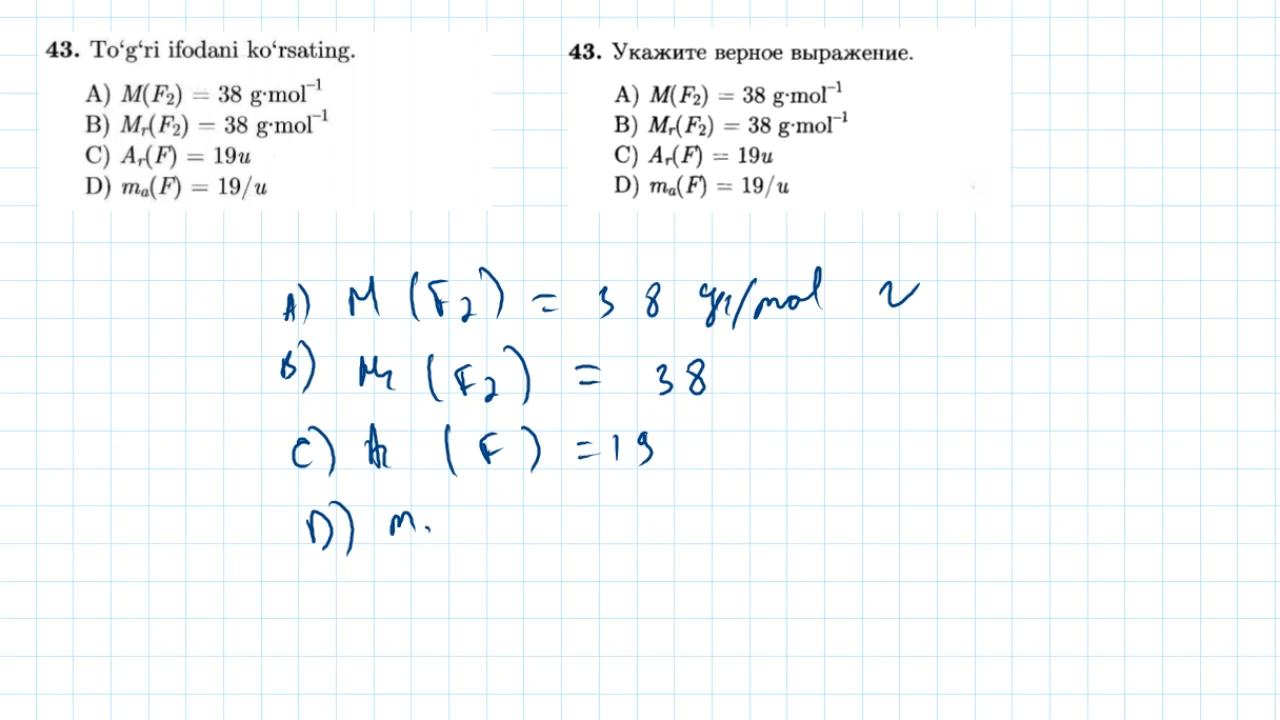 43. To‘g‘ri ifodani ko‘rsating.
A) M(F₂) = 38 g·mol⁻¹
B) Mᵣ(F₂) = 38 g·mol⁻¹
C) Aᵣ(F) = 19u
D) mₐ(F) = 19/u
43. Укажите верное выражение.
A) M(F₂) = 38 g·mol⁻¹
B) Mᵣ(F₂) = 38 g·mol⁻¹
C) Aᵣ(F) = 19u
D) mₐ(F) = 19/u
A) M (F₂) = 38 gr/mol
B) Mr (F₂) = 38
C) Ar (F) = 19
D) m.